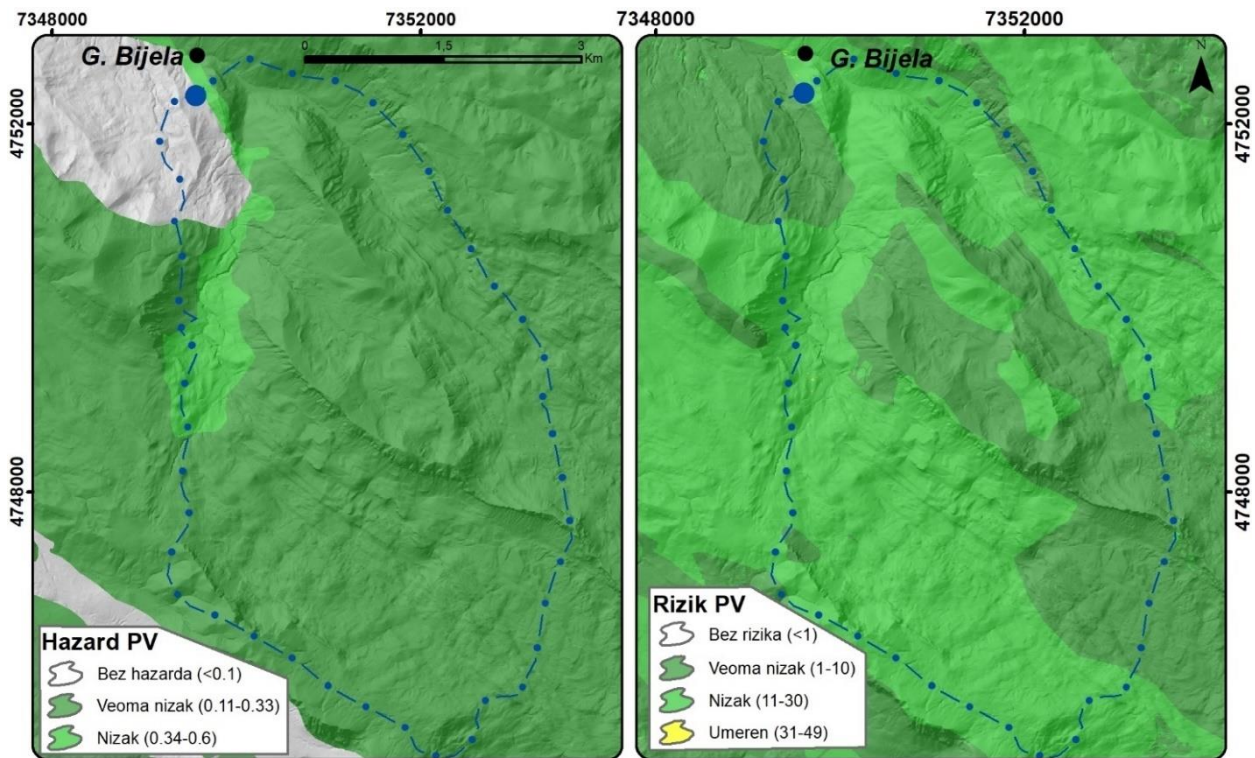 7348000
7352000
7348000
7352000
G. Bijela
0
1,5
3
Km
G. Bijela
N
4752000
4752000
4748000
4748000
Hazard PV
Bez hazarda (<0.1)
Veoma nizak (0.11-0.33)
Nizak (0.34-0.6)
Rizik PV
Bez rizika (<1)
Veoma nizak (1-10)
Nizak (11-30)
Umeren (31-49)